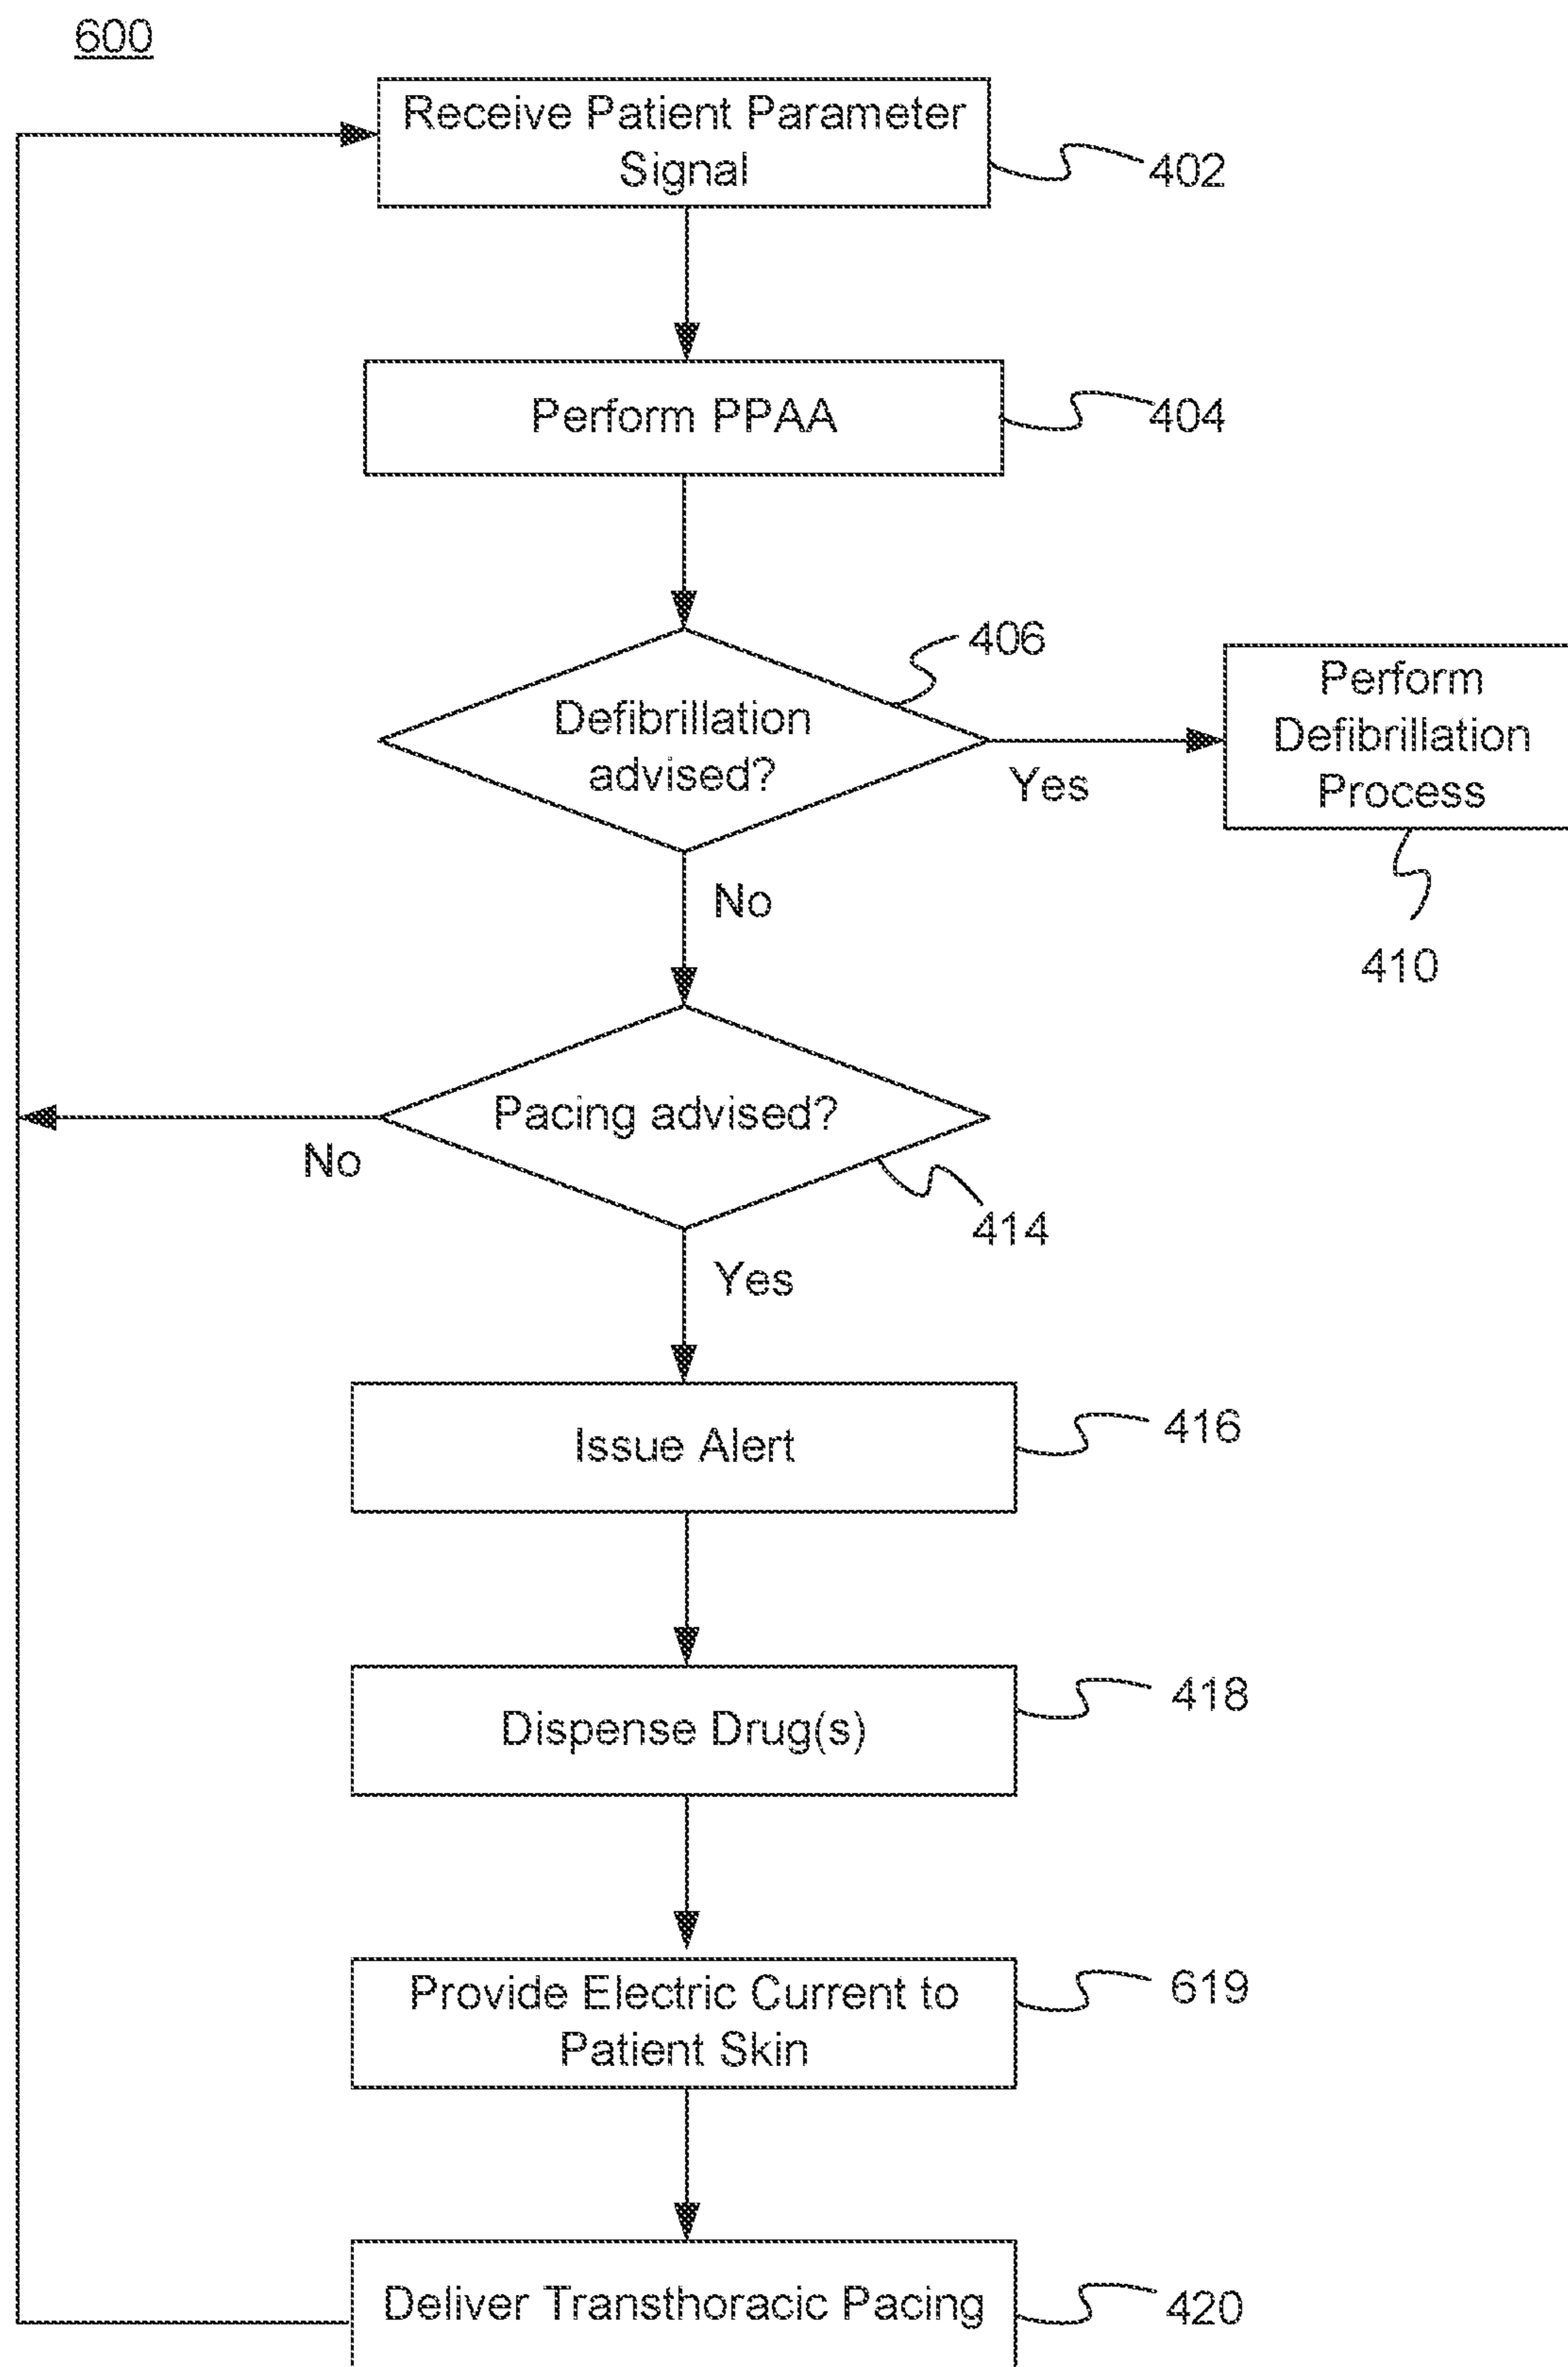 600
Receive Patient Parameter
Signal
402
Perform PPAA
404
406
Defibrillation
advised?
Yes
Perform
Defibrillation
Process
410
No
Pacing advised?
No
414
Yes
Issue Alert
416
Dispense Drug(s)
418
Provide Electric Current to
Patient Skin
619
Deliver Transthoracic Pacing
420